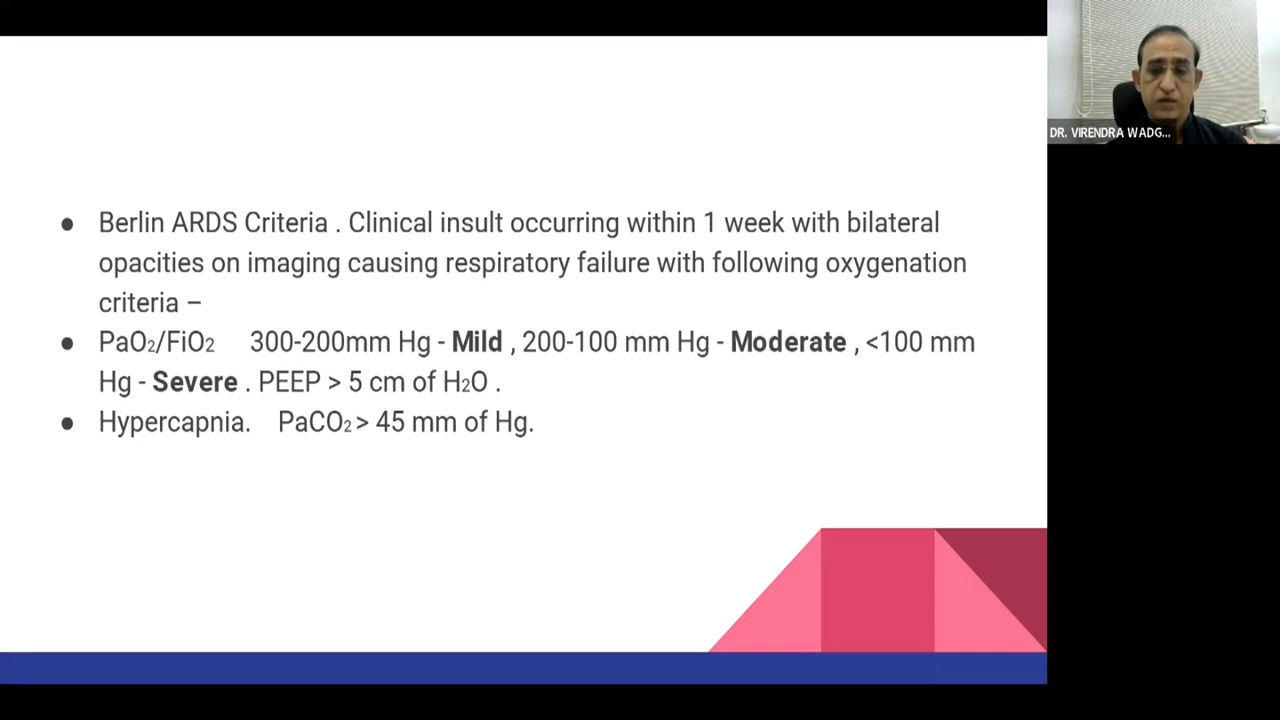 Berlin ARDS Criteria . Clinical insult occurring within 1 week with bilateral
opacities on imaging causing respiratory failure with following oxygenation
criteria –
PaO₂/FiO₂ 300-200mm Hg - Mild , 200-100 mm Hg - Moderate , <100 mm
Hg - Severe . PEEP > 5 cm of H₂O .
Hypercapnia. PaCO₂ > 45 mm of Hg.
DR. VIRENDRA WADG...